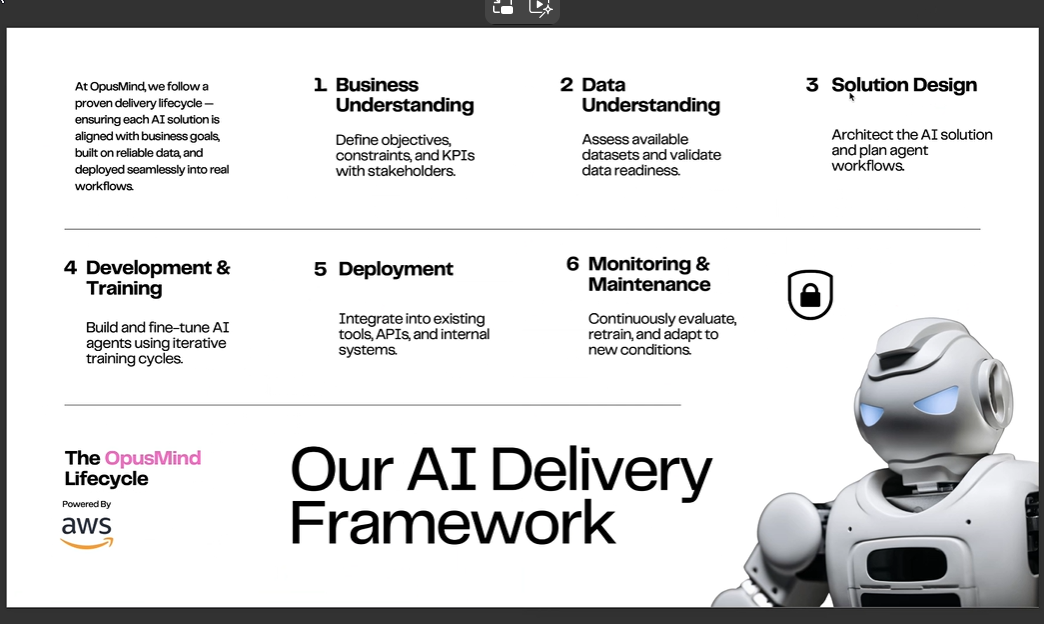 At OpusMind, we follow a
proven delivery lifecycle —
ensuring each AI solution is
aligned with business goals,
built on reliable data, and
deployed seamlessly into real
workflows.
1 Business
Understanding
Define objectives,
constraints, and KPIs
with stakeholders.
2 Data
Understanding
Assess available
datasets and validate
data readiness.
3 Solution Design
Architect the AI solution
and plan agent
workflows.
4 Development &
Training
Build and fine-tune AI
agents using iterative
training cycles.
5 Deployment
Integrate into existing
tools, APIs, and internal
systems.
6 Monitoring &
Maintenance
Continuously evaluate,
retrain, and adapt to
new conditions.
The OpusMind
Lifecycle
Powered By
aws
Our AI Delivery
Framework